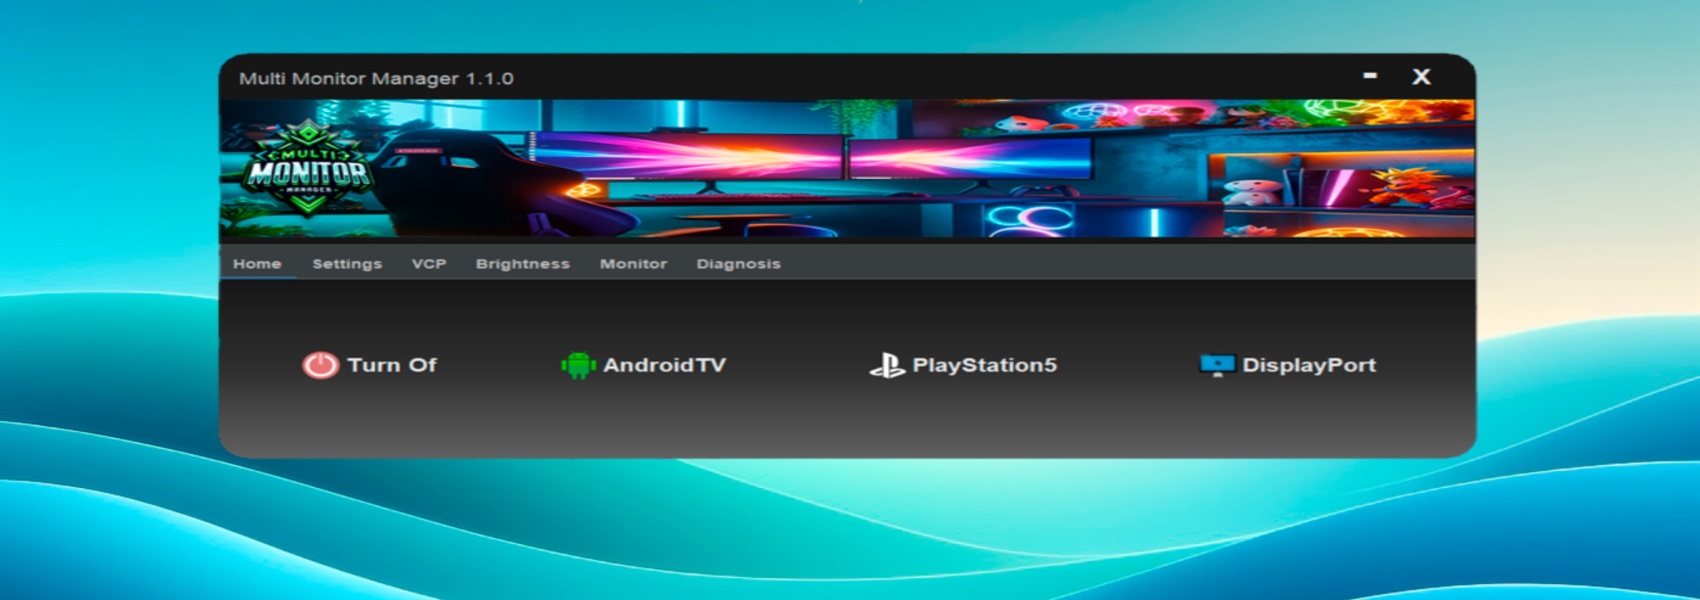 Multi Monitor Manager 1.1.0
- X
MULTI
MONITOR
MANAGER
Home Settings VCP Brightness Monitor Diagnosis
Turn Of AndroidTV PlayStation5 DisplayPort